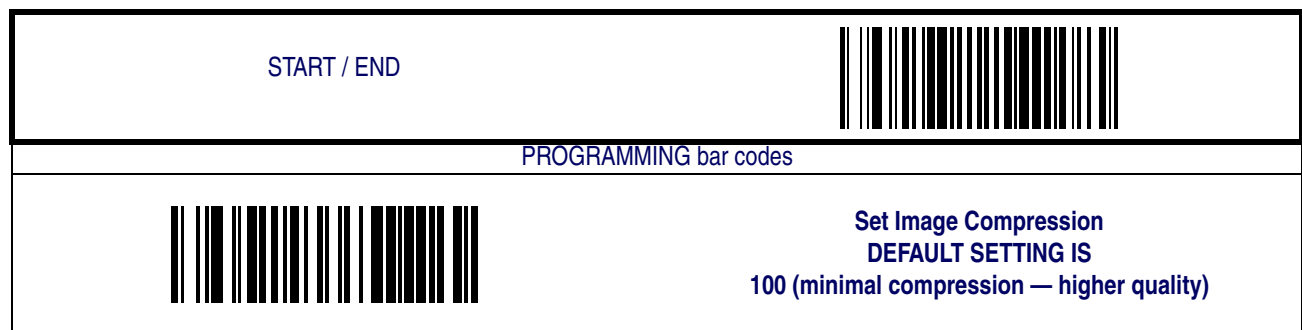 START / END
PROGRAMMING bar codes
Set Image Compression
DEFAULT SETTING IS
100 (minimal compression — higher quality)